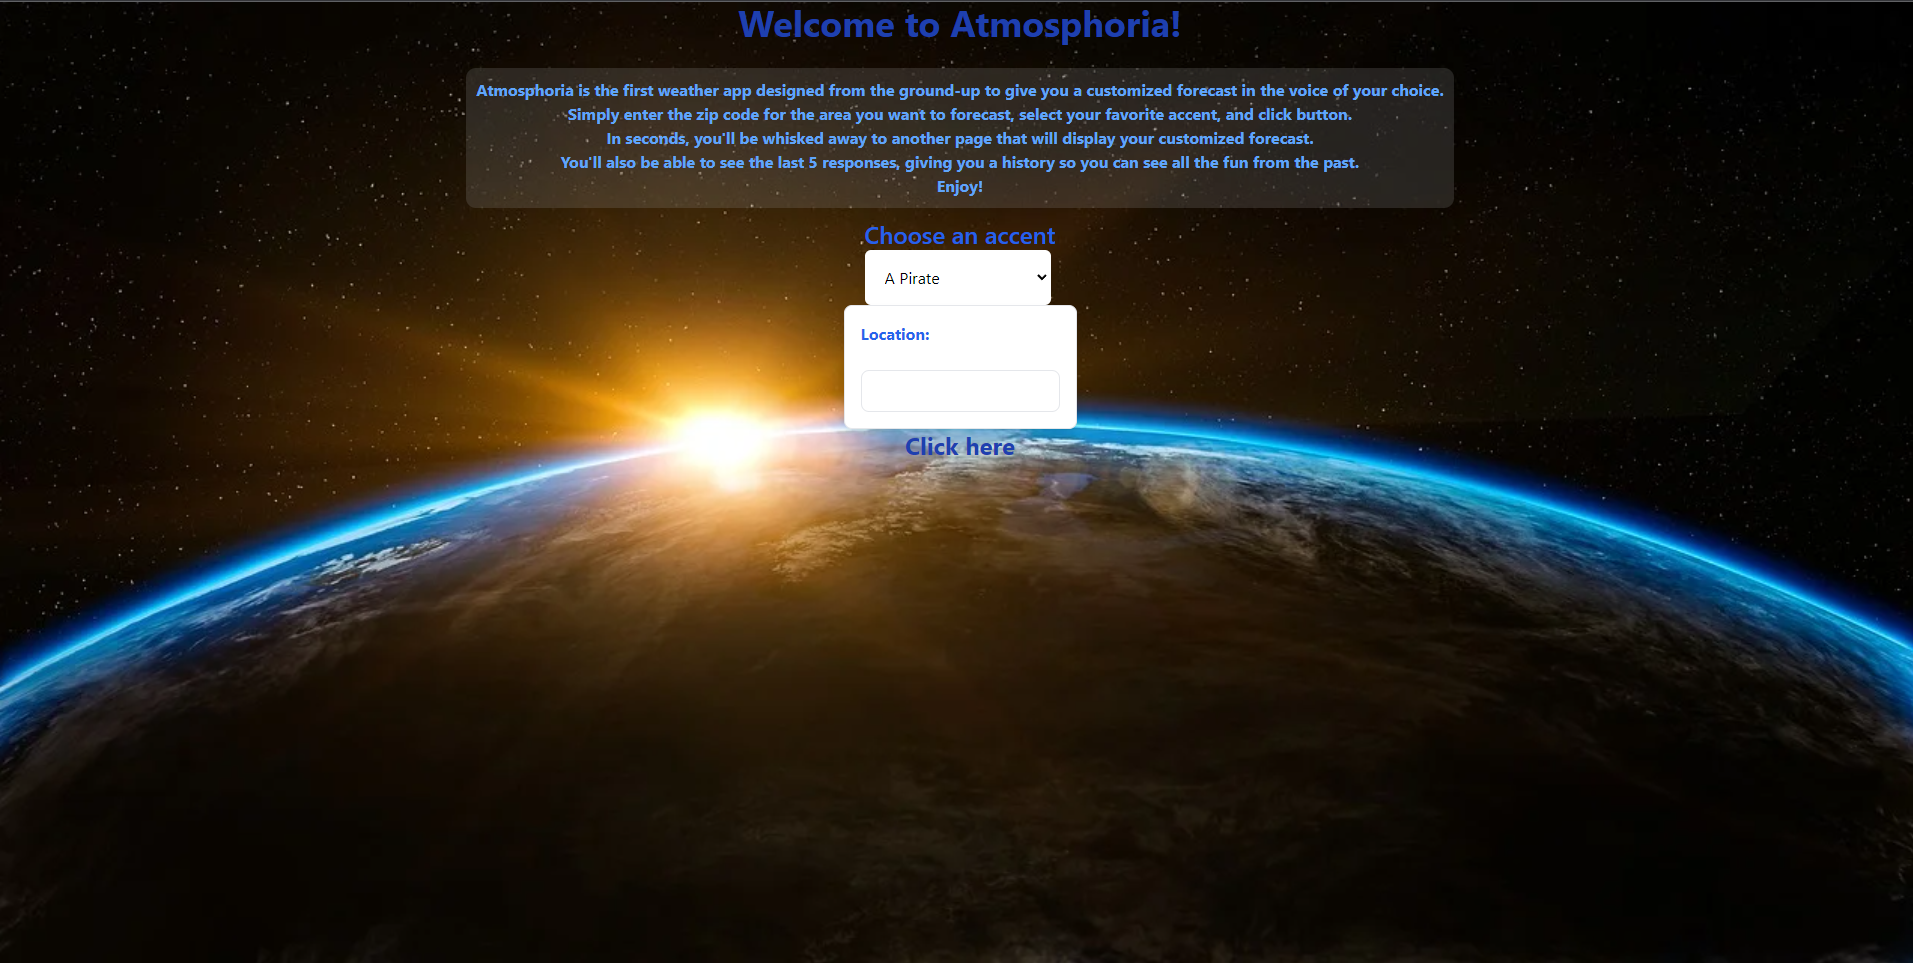 Welcome to Atmosphoria!
Atmosphoria is the first weather app designed from the ground-up to give you a customized forecast in the voice of your choice.
Simply enter the zip code for the area you want to forecast, select your favorite accent, and click button.
In seconds, you'll be whisked away to another page that will display your customized forecast.
You'll also be able to see the last 5 responses, giving you a history so you can see all the fun from the past.
Enjoy!
Choose an accent
A Pirate
Location:
Click here